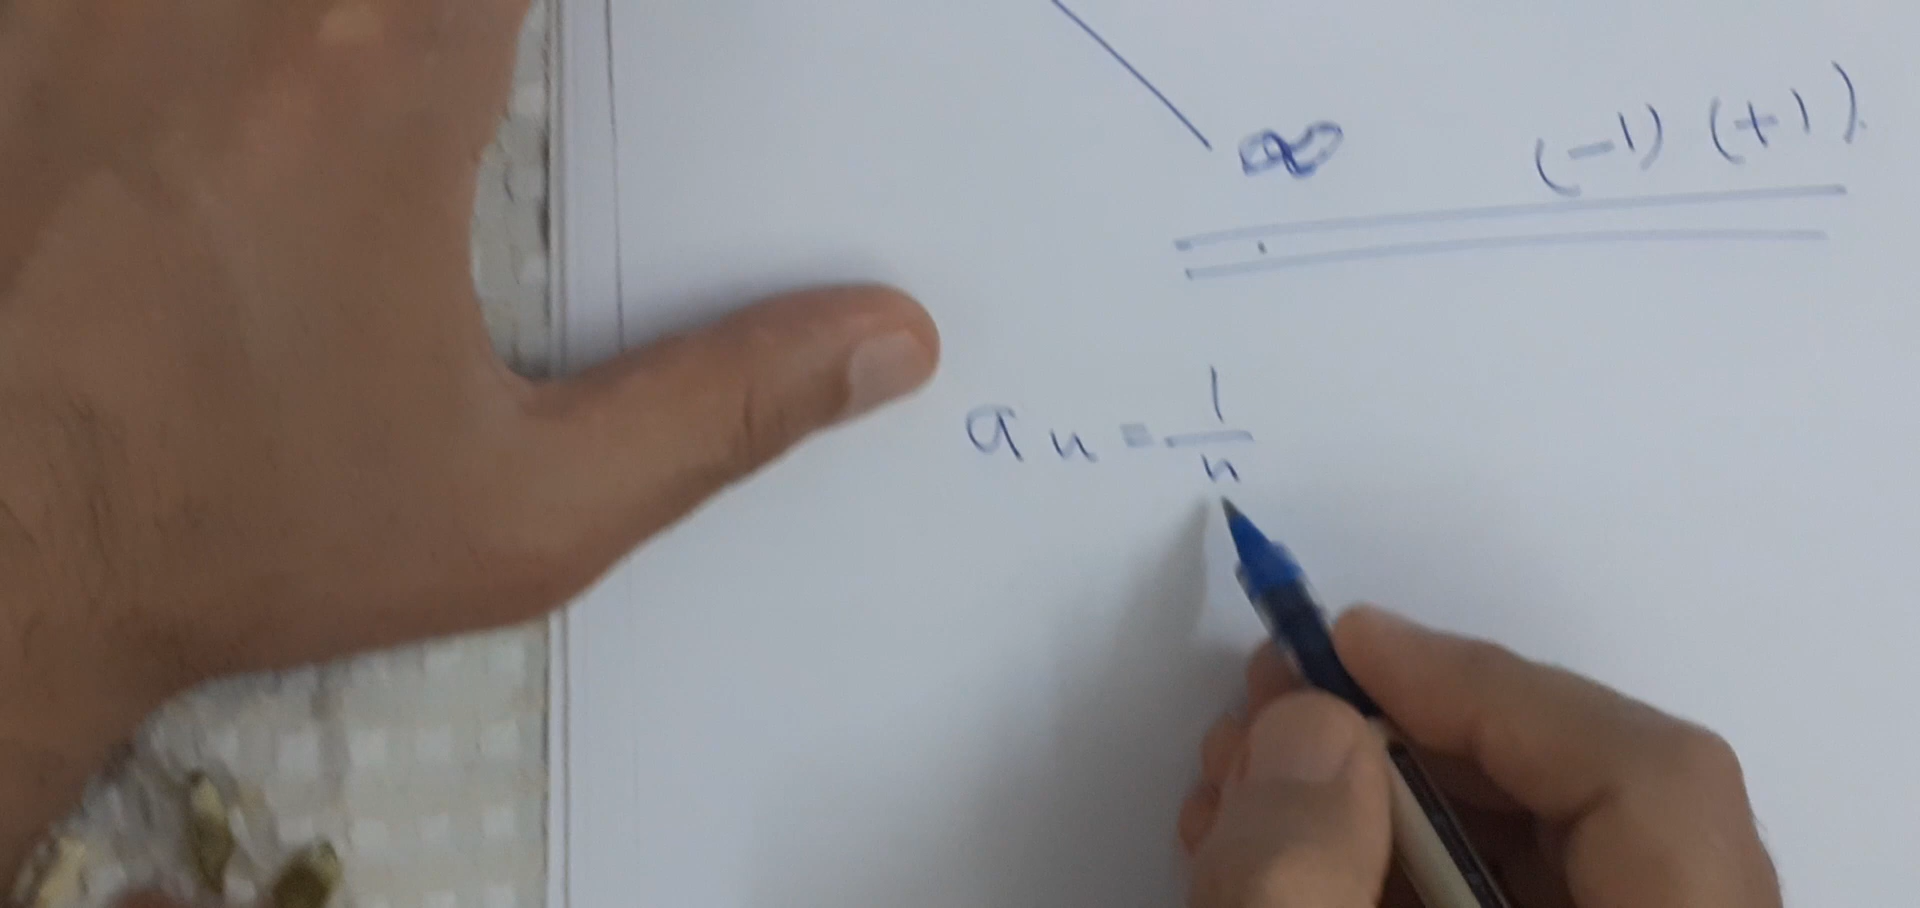 ∞ (-1) (+1).
an = 1/n